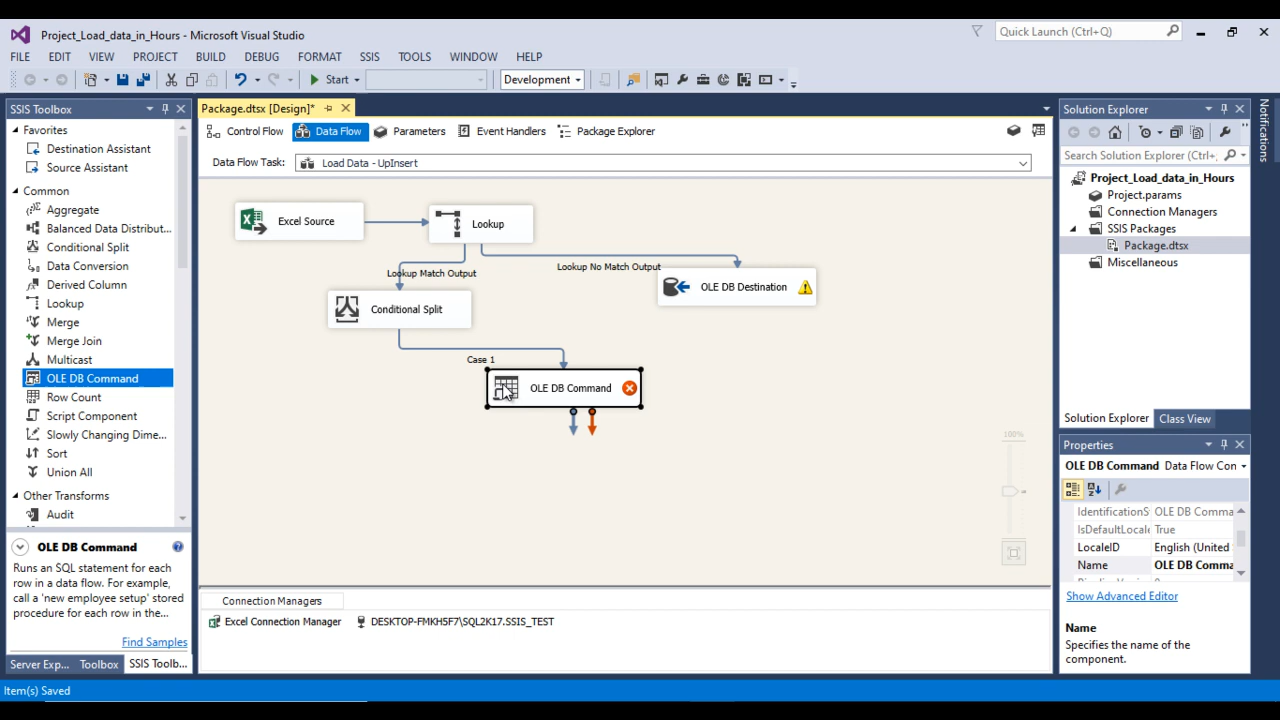 Project_Load_data_in_Hours - Microsoft Visual Studio
Quick Launch (Ctrl+Q)
FILE EDIT VIEW PROJECT BUILD DEBUG FORMAT SSIS TOOLS WINDOW HELP
Start Development
SSIS Toolbox
Favorites
Destination Assistant
Source Assistant
Common
Aggregate
Balanced Data Distribut...
Conditional Split
Data Conversion
Derived Column
Lookup
Merge
Merge Join
Multicast
OLE DB Command
Row Count
Script Component
Slowly Changing Dime...
Sort
Union All
Other Transforms
Audit
OLE DB Command
Runs an SQL statement for each
row in a data flow. For example,
call a 'new employee setup' stored
procedure for each row in the...
Find Samples
Server Exp... Toolbox SSIS Toolb...
Item(s) Saved
Package.dtsx [Design]*
Control Flow Data Flow Parameters Event Handlers Package Explorer
Data Flow Task: Load Data - UpInsert
Excel Source
Lookup
Lookup Match Output
Lookup No Match Output
OLE DB Destination
Conditional Split
Case 1
OLE DB Command
100%
Connection Managers
Excel Connection Manager DESKTOP-FMKH5F7\SQL2K17.SSIS_TEST
Solution Explorer
Search Solution Explorer (Ctrl+;
Project_Load_data_in_Hours
Project.params
Connection Managers
SSIS Packages
Package.dtsx
Miscellaneous
Solution Explorer Class View
Properties
OLE DB Command Data Flow Con
IdentificationS OLE DB Comma
IsDefaultLocale True
LocaleID English (United
Name OLE DB Comma
Show Advanced Editor
Name
Specifies the name of the
component.
Notifications